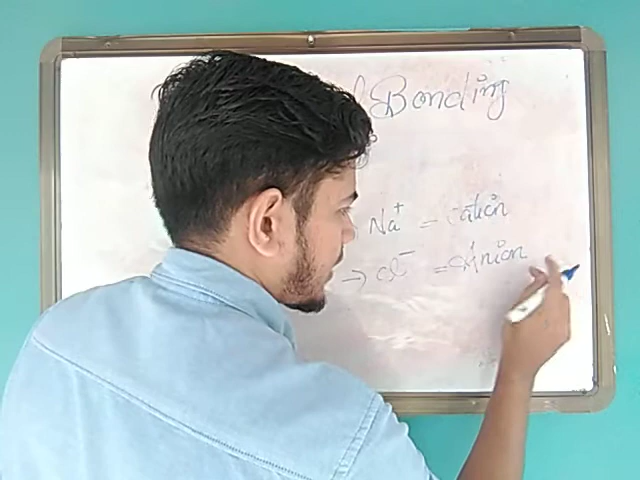 Bonding
Na⁺ = Cation
→ Cl⁻ = Anion